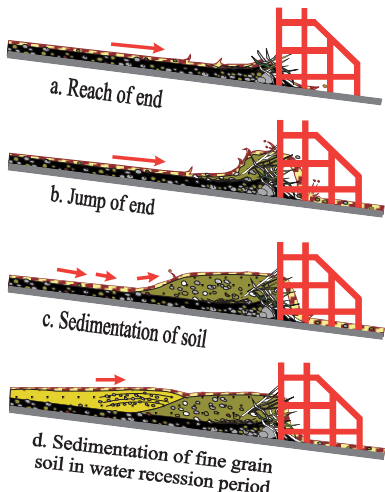 a. Reach of end
b. Jump of end
c. Sedimentation of soil
d. Sedimentation of fine grain
soil in water recession period